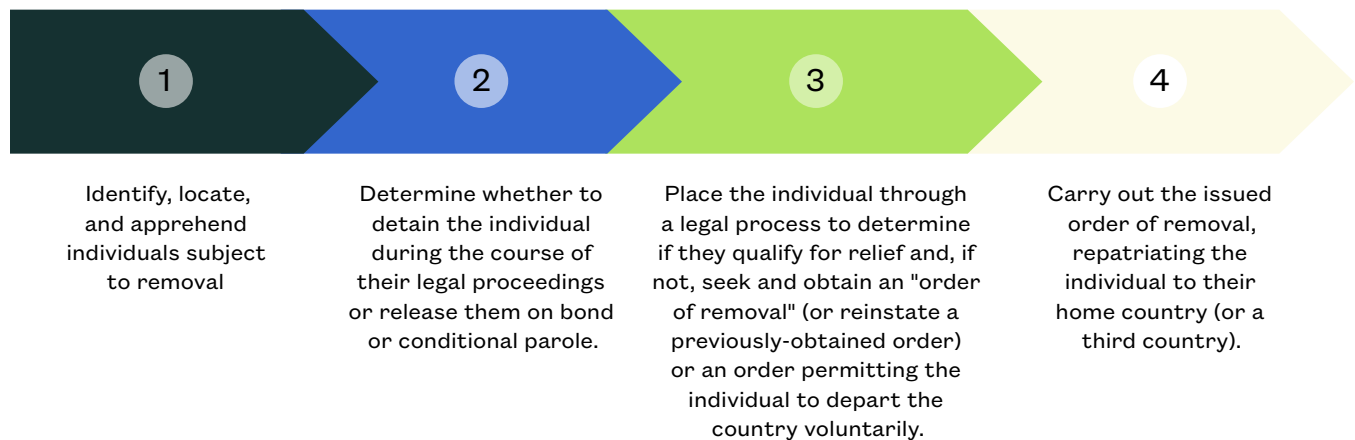 1
2
3
4
Identify, locate,
and apprehend
individuals subject
to removal
Determine whether to
detain the individual
during the course of
their legal proceedings
or release them on bond
or conditional parole.
Place the individual through
a legal process to determine
if they qualify for relief and, if
not, seek and obtain an "order
of removal" (or reinstate a
previously-obtained order)
or an order permitting the
individual to depart the
country voluntarily.
Carry out the issued
order of removal,
repatriating the
individual to their
home country (or a
third country).